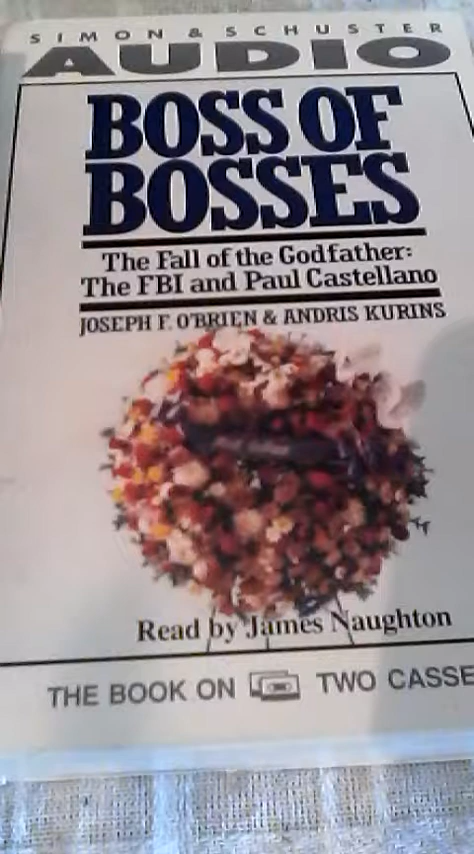 SIMON & SCHUSTER
AUDIO
BOSS OF
BOSSES
The Fall of the Godfather:
The FBI and Paul Castellano
JOSEPH F. O'BRIEN & ANDRIS KURINS
Read by James Naughton
THE BOOK ON TWO CASSE